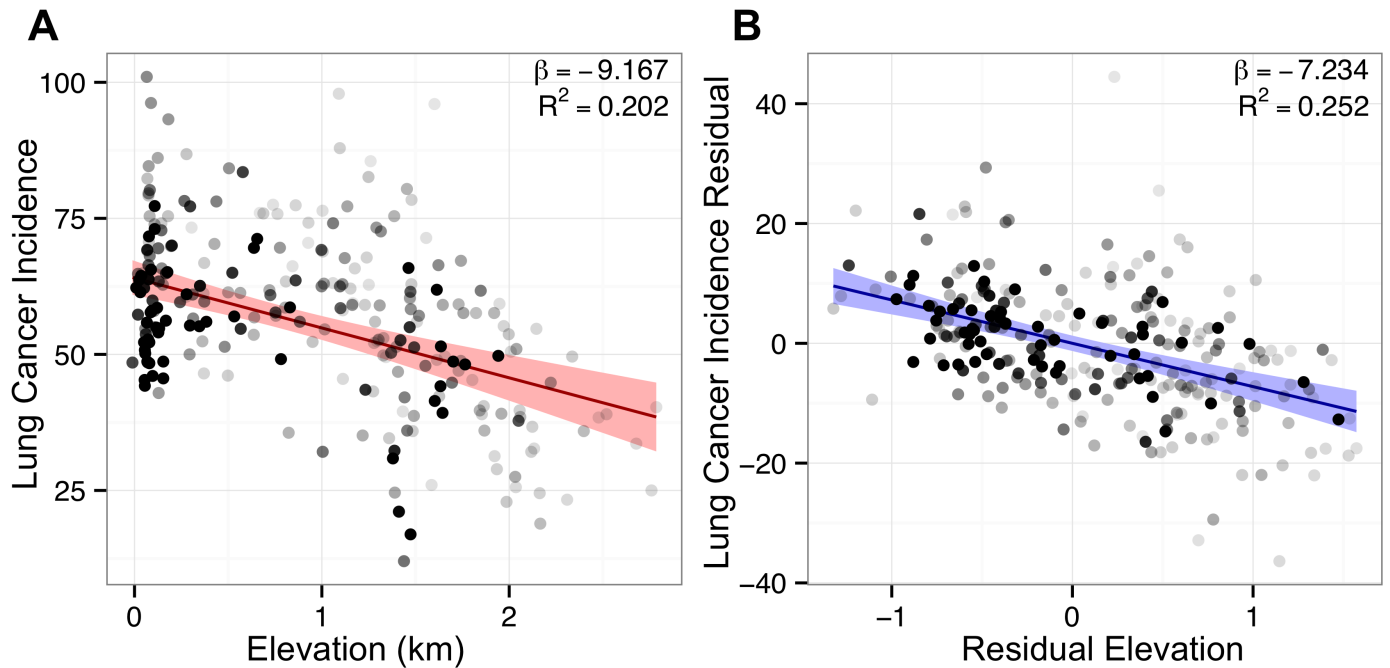 A
B
β = −9.167
R² = 0.202
β = −7.234
R² = 0.252
Lung Cancer Incidence
100
75
50
25
0
1
2
Elevation (km)
Lung Cancer Incidence Residual
40
20
0
−20
−40
−1
0
1
Residual Elevation